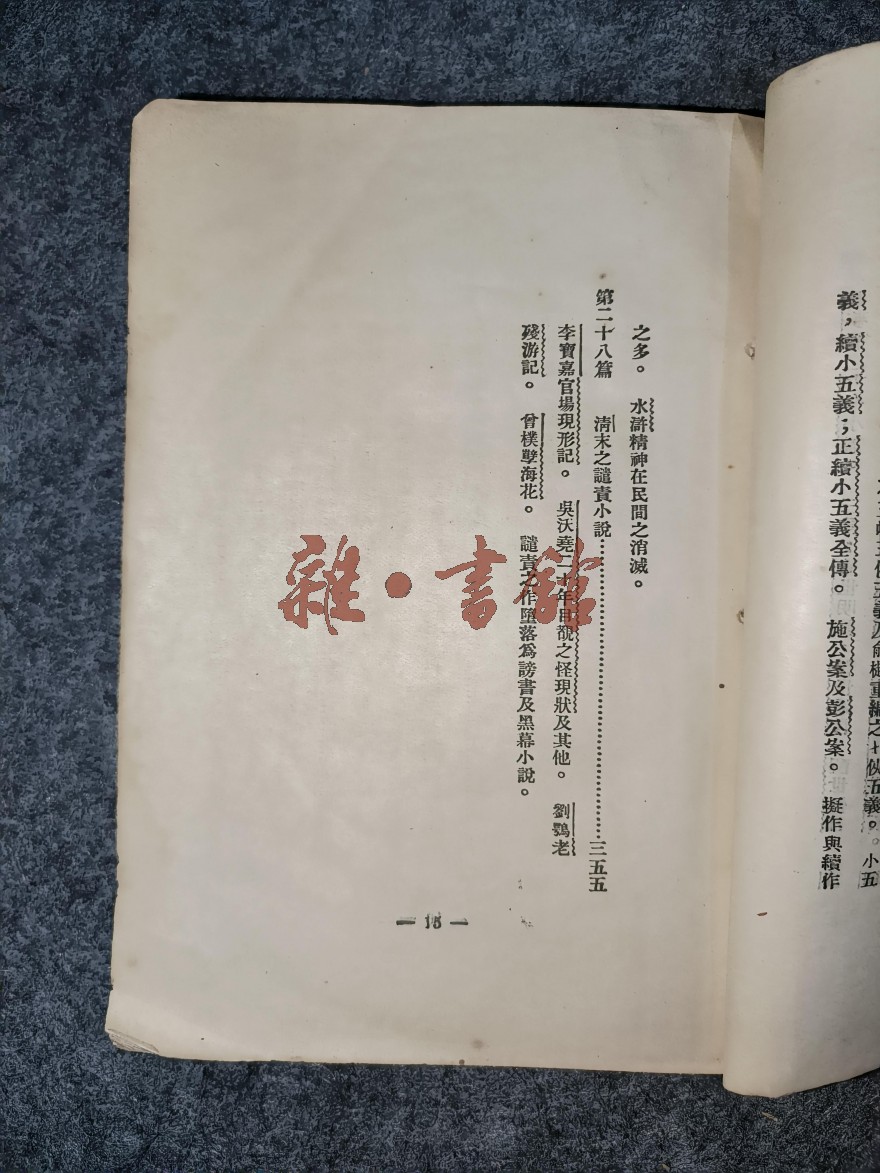 義，續小五義；正續小五義全傳。　施公案及彭公案。　擬作與續作
之多。　水滸精神在民間之消滅。
第二十八篇　清末之譴責小說……三五五
李寶嘉官場現形記。　吳沃堯二十年目覩之怪現狀及其他。　劉鶚老
殘游記。　曾樸孽海花。　譴責之作墮落爲謗書及黑幕小說。
— 18 —
雜·書館